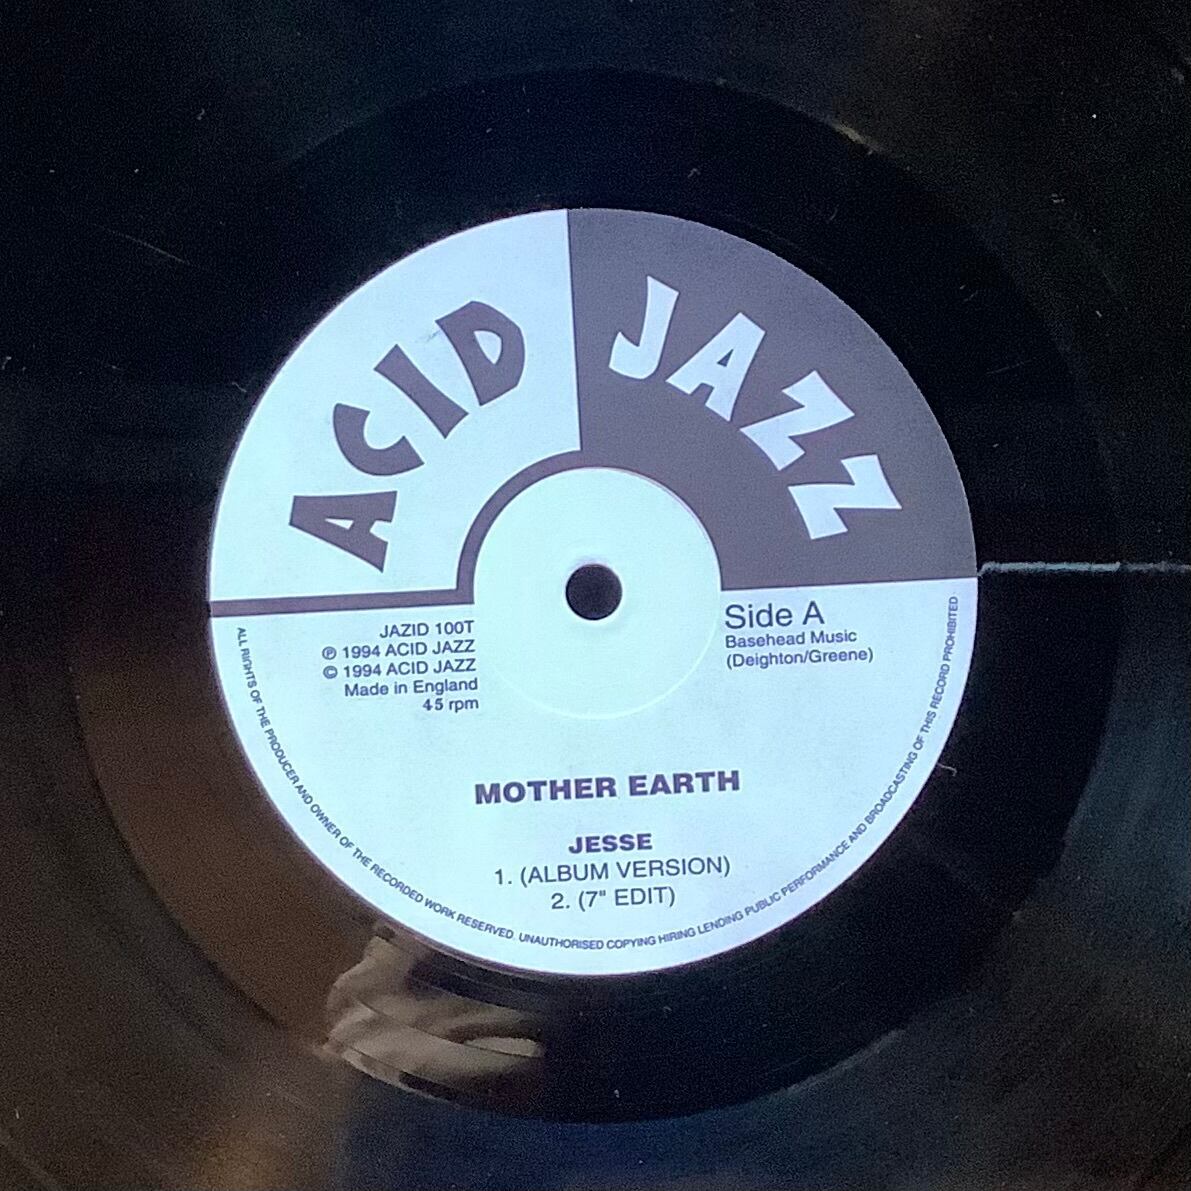 ACID JAZZ
JAZID 100T
℗ 1994 ACID JAZZ
© 1994 ACID JAZZ
Made in England
45 rpm
Side A
Basehead Music
(Deighton/Greene)
MOTHER EARTH
JESSE
1. (ALBUM VERSION)
2. (7" EDIT)
ALL RIGHTS OF THE PRODUCER AND OWNER OF THE RECORDED WORK RESERVED. UNAUTHORISED COPYING HIRING LENDING PUBLIC PERFORMANCE AND BROADCASTING OF THIS RECORD PROHIBITED